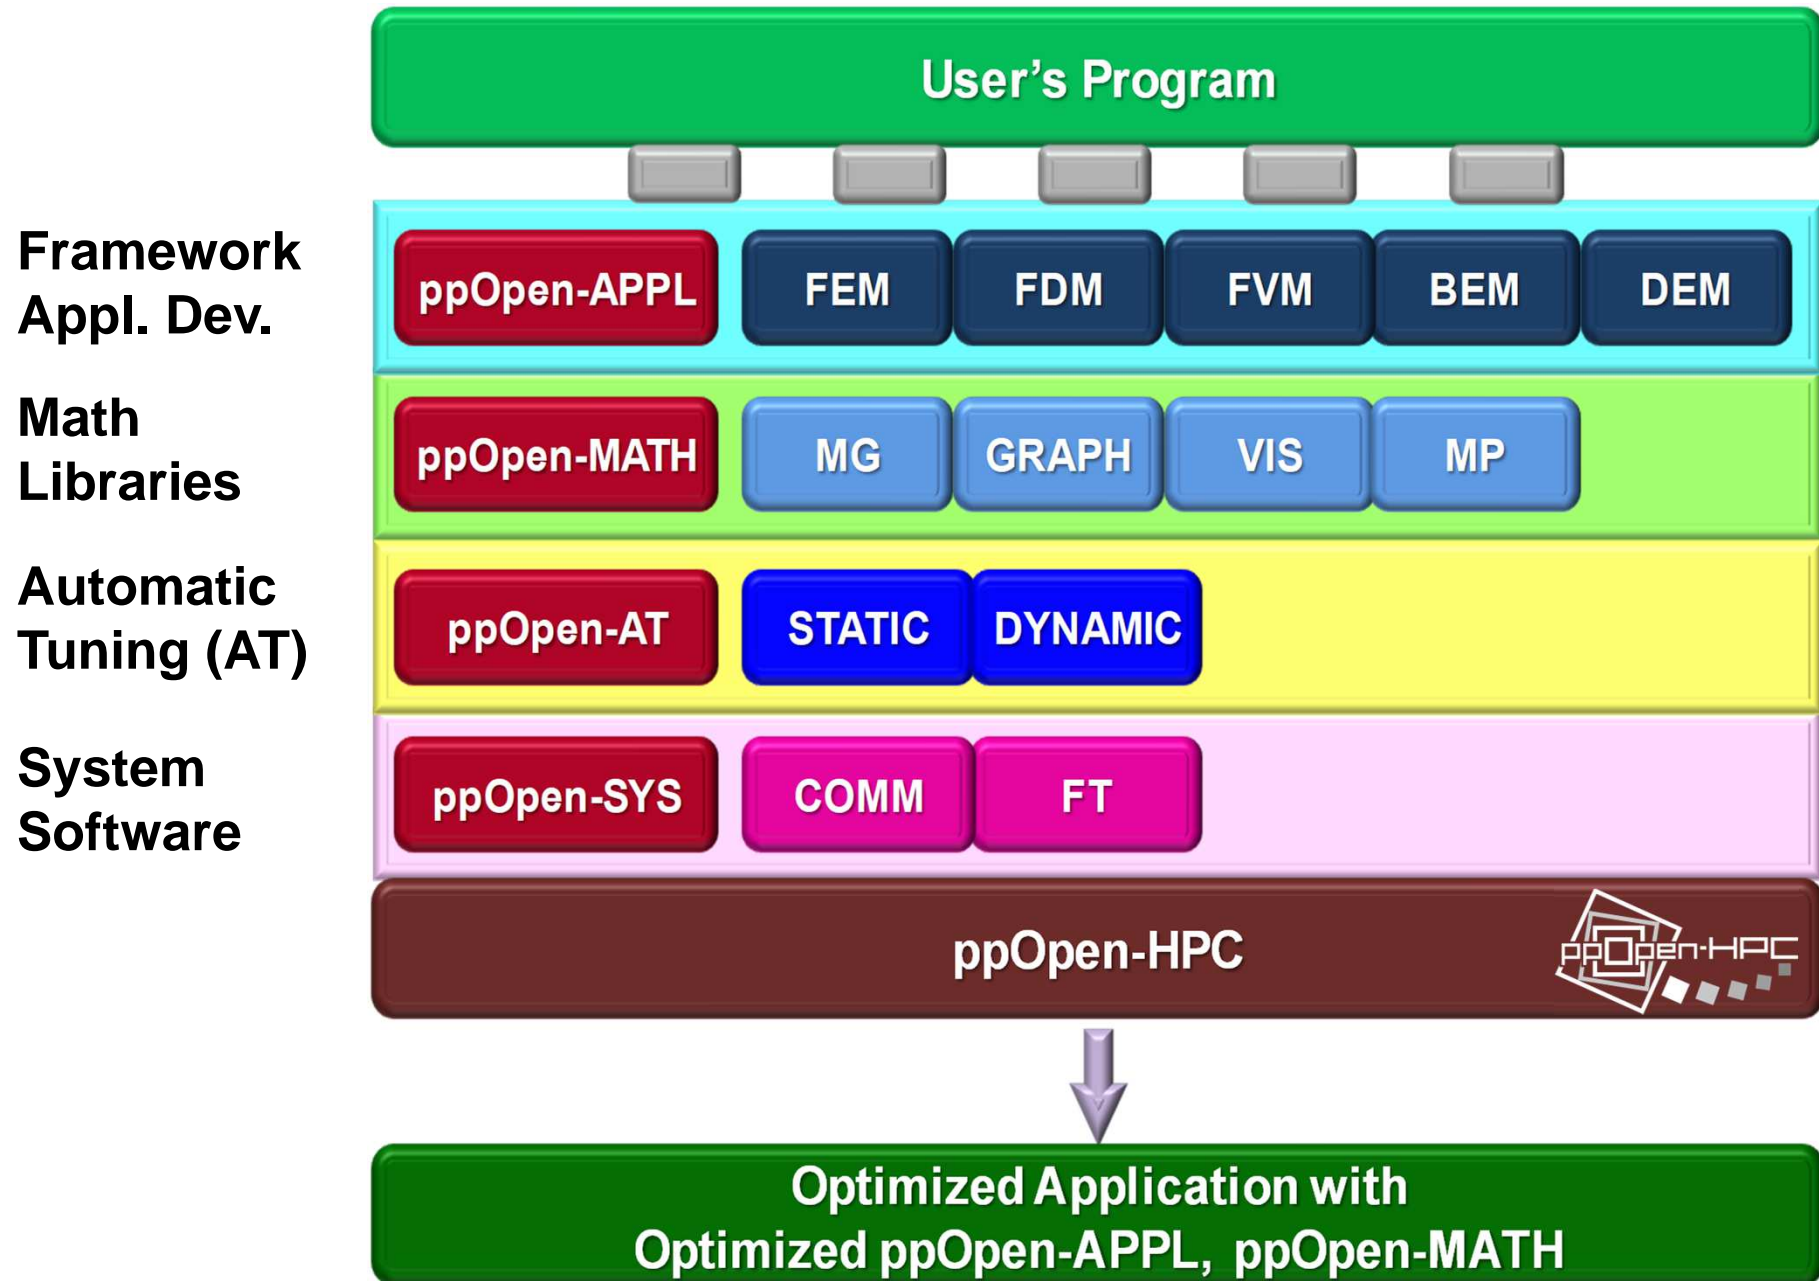 User's Program
Framework
Appl. Dev.
ppOpen-APPL
FEM
FDM
FVM
BEM
DEM
Math
Libraries
ppOpen-MATH
MG
GRAPH
VIS
MP
Automatic
Tuning (AT)
ppOpen-AT
STATIC
DYNAMIC
System
Software
ppOpen-SYS
COMM
FT
ppOpen-HPC
ppOpen-HPC
Optimized Application with
Optimized ppOpen-APPL, ppOpen-MATH